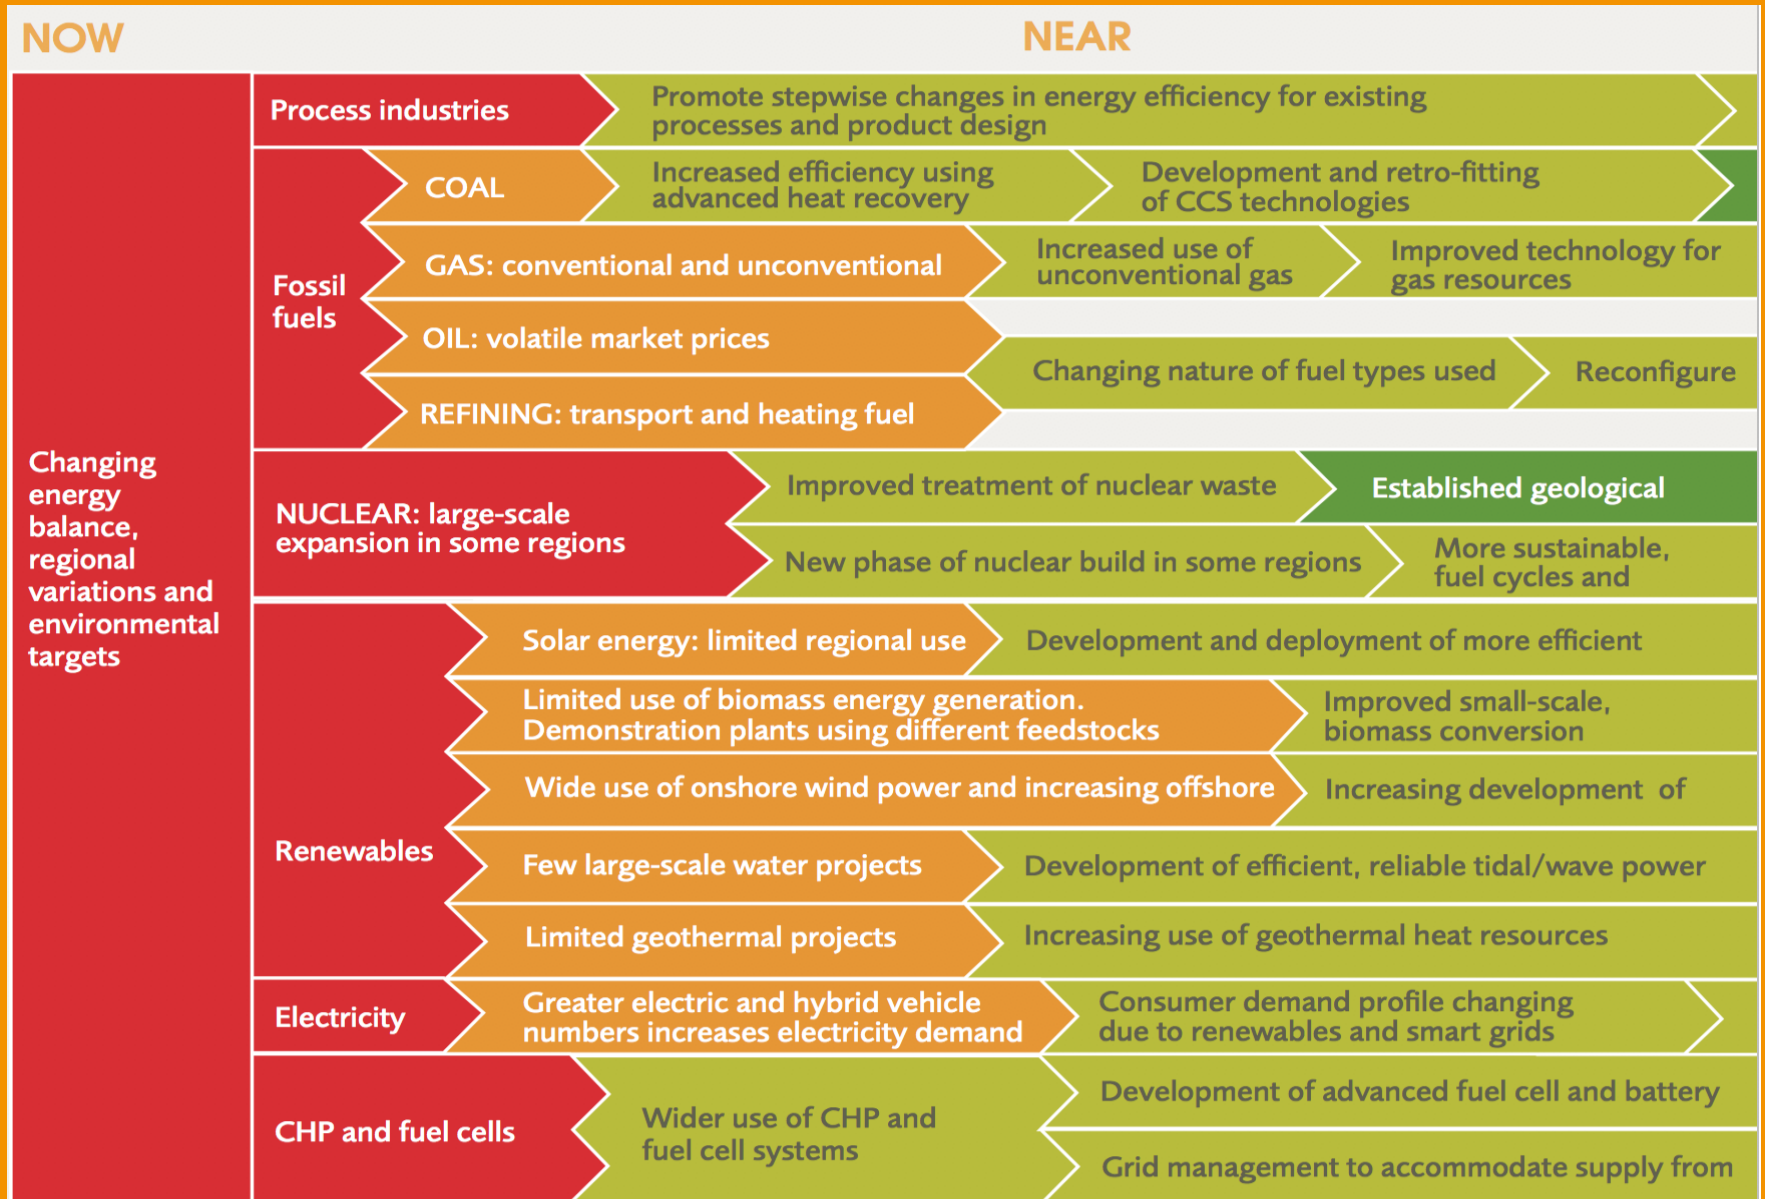 NOW
NEAR
Changing
energy
balance,
regional
variations and
environmental
targets
Process industries
Promote stepwise changes in energy efficiency for existing
processes and product design
Fossil
fuels
COAL
Increased efficiency using
advanced heat recovery
Development and retro-fitting
of CCS technologies
GAS: conventional and unconventional
Increased use of
unconventional gas
Improved technology for
gas resources
OIL: volatile market prices
REFINING: transport and heating fuel
Changing nature of fuel types used
Reconfigure
NUCLEAR: large-scale
expansion in some regions
Improved treatment of nuclear waste
Established geological
New phase of nuclear build in some regions
More sustainable,
fuel cycles and
Renewables
Solar energy: limited regional use
Development and deployment of more efficient
Limited use of biomass energy generation.
Demonstration plants using different feedstocks
Improved small-scale,
biomass conversion
Wide use of onshore wind power and increasing offshore
Increasing development of
Few large-scale water projects
Development of efficient, reliable tidal/wave power
Limited geothermal projects
Increasing use of geothermal heat resources
Electricity
Greater electric and hybrid vehicle
numbers increases electricity demand
Consumer demand profile changing
due to renewables and smart grids
CHP and fuel cells
Wider use of CHP and
fuel cell systems
Development of advanced fuel cell and battery
Grid management to accommodate supply from